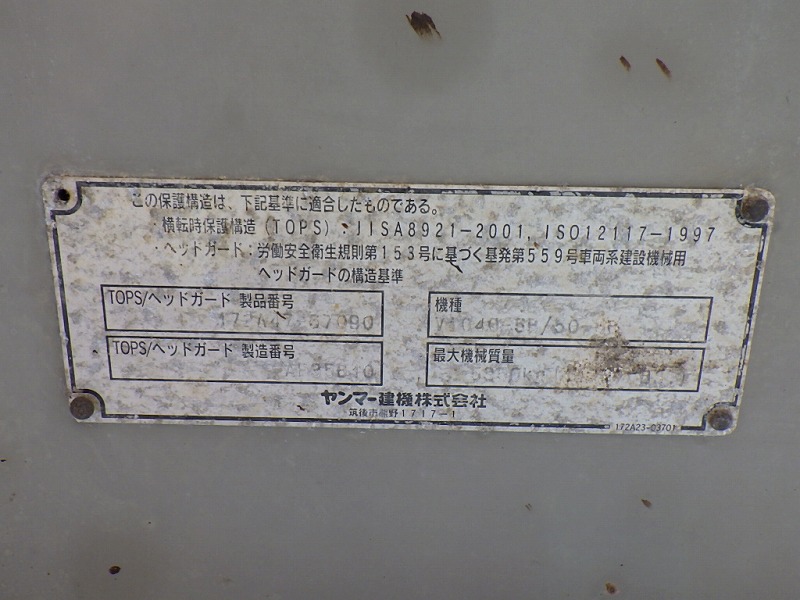 この保護構造は、下記基準に適合したものである。
・横転時保護構造(TOPS):JISA8921-2001, ISO12117-1997
・ヘッドガード:労働安全衛生規則第153号に基づく基発第559号車両系建設機械用
ヘッドガードの構造基準
TOPS/ヘッドガード 製品番号
機種
TOPS/ヘッドガード 製造番号
最大機械質量
ヤンマー建機株式会社
筑後市熊野1717-1
172A23-03701